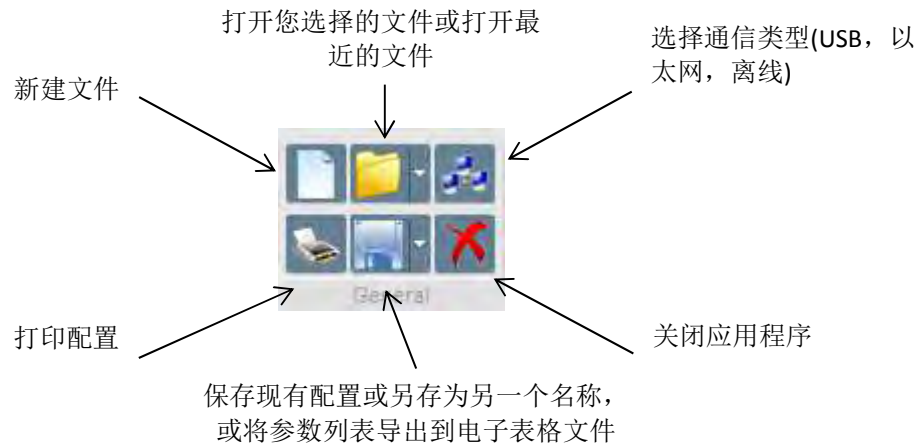 打开您选择的文件或打开最
近的文件
选择通信类型(USB，以
太网，离线)
新建文件
General
打印配置
关闭应用程序
保存现有配置或另存为另一个名称，
或将参数列表导出到电子表格文件